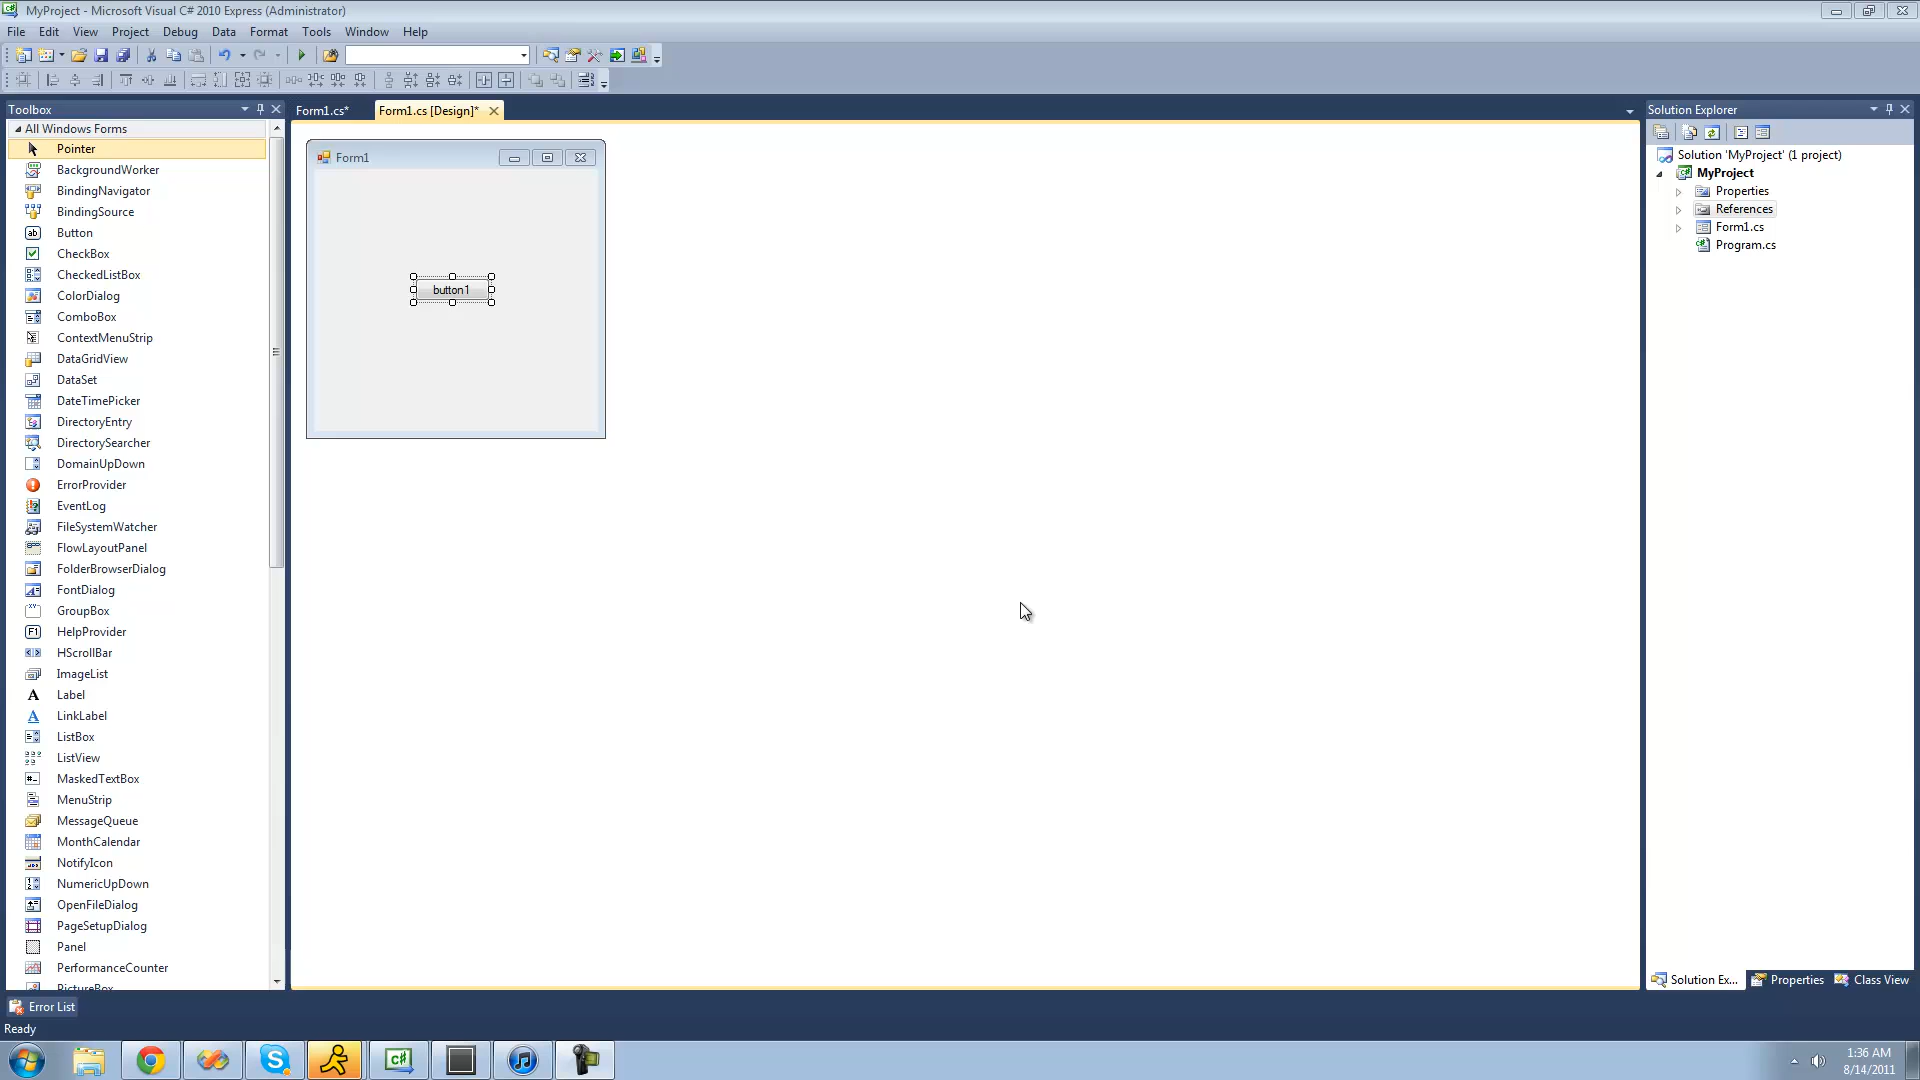 MyProject - Microsoft Visual C# 2010 Express (Administrator)
File Edit View Project Debug Data Format Tools Window Help
Toolbox
All Windows Forms
Pointer
BackgroundWorker
BindingNavigator
BindingSource
Button
CheckBox
CheckedListBox
ColorDialog
ComboBox
ContextMenuStrip
DataGridView
DataSet
DateTimePicker
DirectoryEntry
DirectorySearcher
DomainUpDown
ErrorProvider
EventLog
FileSystemWatcher
FlowLayoutPanel
FolderBrowserDialog
FontDialog
GroupBox
HelpProvider
HScrollBar
ImageList
Label
LinkLabel
ListBox
ListView
MaskedTextBox
MenuStrip
MessageQueue
MonthCalendar
NotifyIcon
NumericUpDown
OpenFileDialog
PageSetupDialog
Panel
PerformanceCounter
PictureBox
Form1.cs* Form1.cs [Design]*
Form1
button1
Solution Explorer
Solution 'MyProject' (1 project)
MyProject
Properties
References
Form1.cs
Program.cs
Solution Ex... Properties Class View
Error List
Ready
1:36 AM
8/14/2011